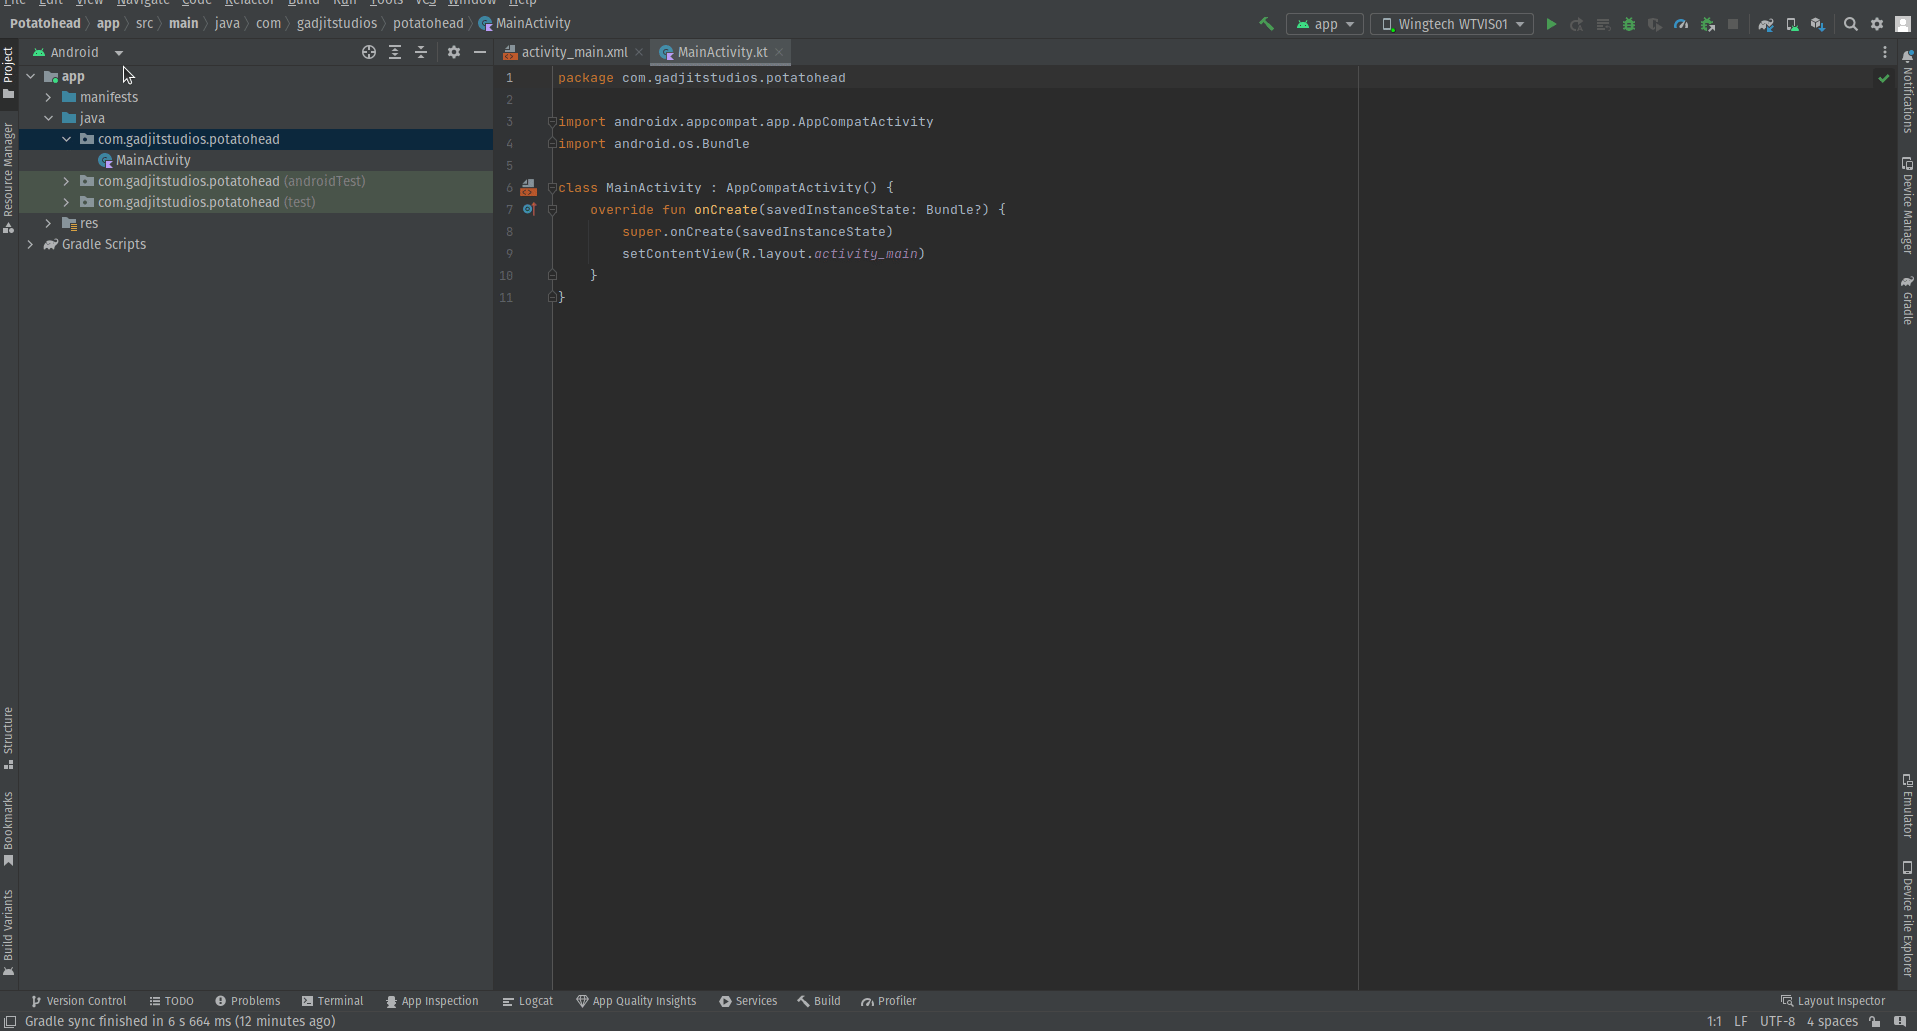 File Edit View Navigate Code Refactor Build Run Tools VCS Window Help
Potatohead app src main java com gadjitstudios potatohead MainActivity
app
Wingtech WTVIS01
Android
activity_main.xml
MainActivity.kt
Project
Resource Manager
Structure
Bookmarks
Build Variants
app
manifests
java
com.gadjitstudios.potatohead
MainActivity
com.gadjitstudios.potatohead (androidTest)
com.gadjitstudios.potatohead (test)
res
Gradle Scripts
1 package com.gadjitstudios.potatohead
2
3 import androidx.appcompat.app.AppCompatActivity
4 import android.os.Bundle
5
6 class MainActivity : AppCompatActivity() {
7 override fun onCreate(savedInstanceState: Bundle?) {
8 super.onCreate(savedInstanceState)
9 setContentView(R.layout.activity_main)
10 }
11 }
Notifications
Device Manager
Gradle
Emulator
Device File Explorer
Version Control TODO Problems Terminal App Inspection Logcat App Quality Insights Services Build Profiler Layout Inspector
Gradle sync finished in 6 s 664 ms (12 minutes ago) 1:1 LF UTF-8 4 spaces